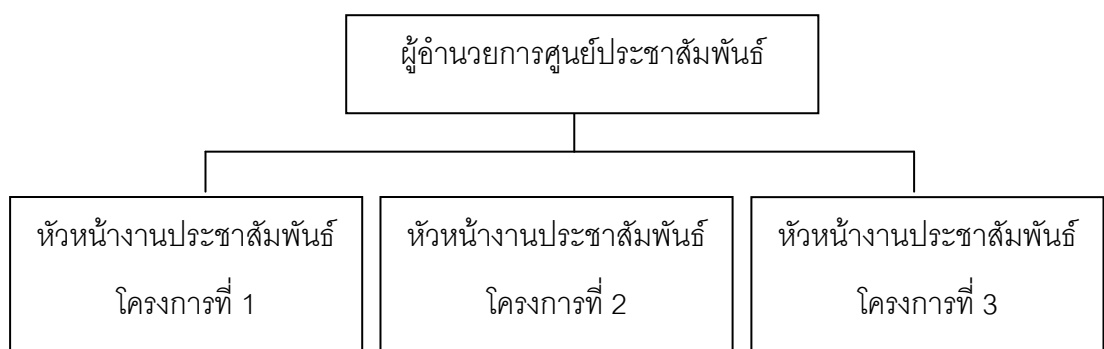 ผู้อำนวยการศูนย์ประชาสัมพันธ์
หัวหน้างานประชาสัมพันธ์
โครงการที่ 1
หัวหน้างานประชาสัมพันธ์
โครงการที่ 2
หัวหน้างานประชาสัมพันธ์
โครงการที่ 3